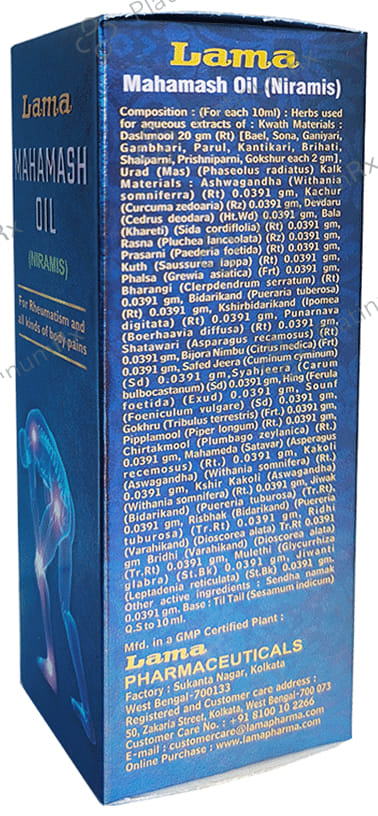 Lama
MAHAMASH
OIL
(NIRAMIS)
For Rheumatism and
all kinds of body pains
Lama
Mahamash Oil (Niramis)
Composition : (For each 10ml) : Herbs used
for aqueous extracts of : Kwath Materials :
Dashmool 20 gm (Rt) [Bael, Sona, Ganiyari,
Gambhari, Parul, Kantikari, Brihati,
Shalparni, Prishniparni, Gokshur each 2 gm],
Urad (Mas) (Phaseolus radiatus) Kalk
Materials : Ashwagandha (Withania
somniferra) (Rt) 0.0391 gm, Kachur
(Curcuma zedoaria) (Rz) 0.0391 gm, Devdaru
(Cedrus deodara) (Ht.Wd) 0.0391 gm, Bala
(Khareti) (Sida cordiflolia) (Rt) 0.0391 gm,
Rasna (Pluchea lanceolata) (Rz) 0.0391 gm,
Prasarni (Paederia foetida) (Rt) 0.0391 gm,
Kuth (Saussurea lappa) (Rt) 0.0391 gm,
Phalsa (Grewia asiatica) (Frt) 0.0391 gm,
Bharangi (Clerpdendrum serratum) (Rt)
0.0391 gm, Bidarikand (Pueraria tuberosa)
(Rt) 0.0391 gm, Kshirbidarikand (Ipomea
digitata) (Rt) 0.0391 gm, Punarnava
(Boerhaavia diffusa) (Rt) 0.0391 gm,
Shatawari (Asparagus recamosus) (Rt)
0.0391 gm, Bijora Nimbu (Citrus medica) (Frt)
0.0391 gm, Safed Jeera (Cuminum cyminum)
(Sd) 0.0391 gm,Syahjeera (Carum
bulbocastanum) (Sd) 0.0391 gm, Hing (Ferula
foetida) (Exud) 0.0391 gm, Sounf
(Foeniculum vulgare) (Sd) 0.0391 gm,
Gokhru (Tribulus terrestris) (Frt.) 0.0391 gm,
Pipplamool (Piper longum) (Rt.) 0.0391 gm,
Chirtakmool (Plumbago zeylanica) (Rt.)
0.0391 gm, Mahameda (Satavar) (Asperagus
recemosus) (Rt.) 0.0391 gm, Kakoli
(Aswagandha) (Withania somnifera) (Rt.)
0.0391 gm, Kshir Kakoli (Aswagandha)
(Withania somnifera) (Rt.) 0.0391 gm, Jiwak
(Bidarikand) (Puereria tuborosa) (Tr.Rt).
0.0391 gm, Risbhak (Bidarikand) (Puereria
tuburosa) (Tr.Rt) 0.0391 gm, Ridhi
(Varahikand) (Dioscorea alata) Tr.Rt 0.0391
gm Bridhi (Varahikand) (Dioscorea alata)
(Tr.Rt) 0.0391 gm, Mulethi (Glycurrhiza
glabra) (St.Bk) 0.0391 gm, Jiwanti
(Leptadenia reticulata) (St.Bk) 0.0391 gm.
Other active ingredients : Sendha namak
0.0391 gm. Base : Til Tail (Sesamum indicum)
Q.S to 10 ml.
Mfd. in a GMP Certified Plant :
Lama
PHARMACEUTICALS
Factory : Sukanta Nagar, Kolkata
West Bengal-700133
Registered and Customer care address :
50, Zakaria Street, Kolkata, West Bengal-700 073
Customer Care No. : +91 8100 10 2266
E-mail : customercare@lamapharma.com
Online Purchase : www.lamapharma.com